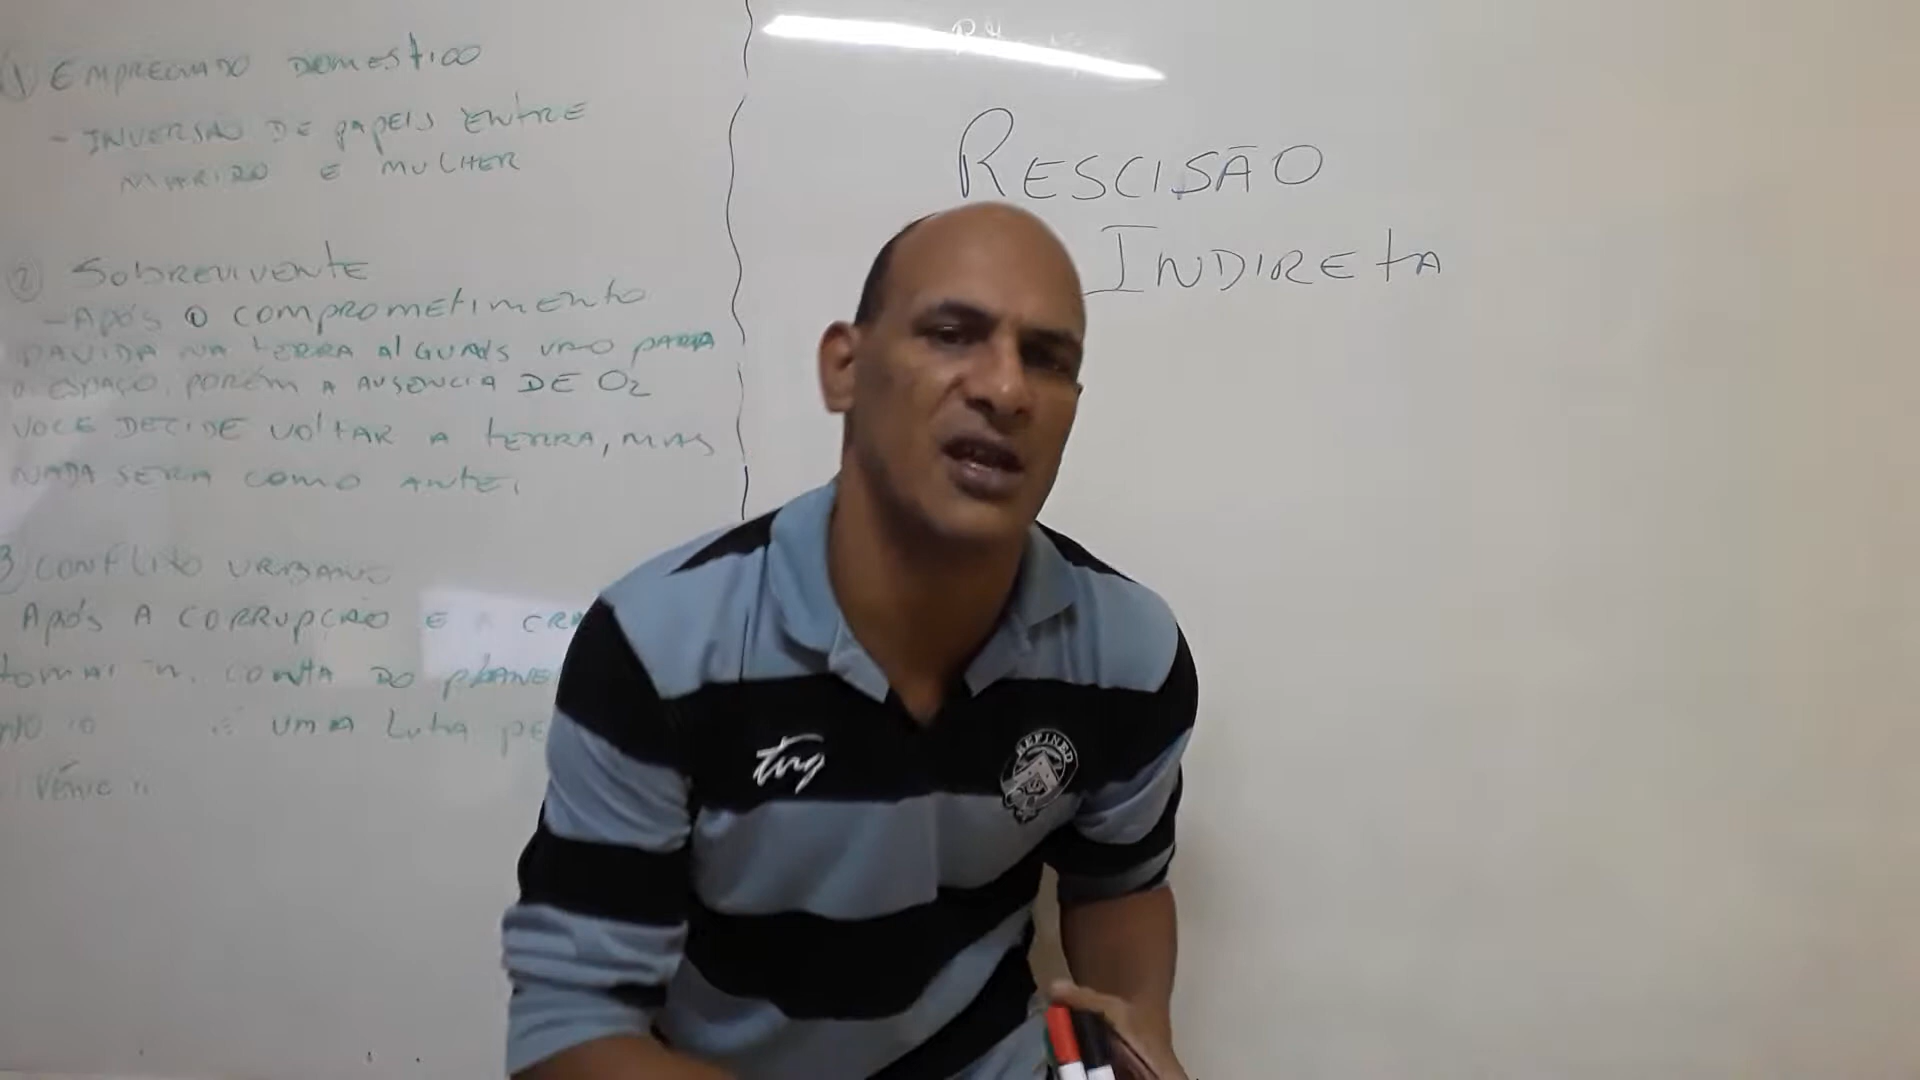 1 EMPREGADO DOMESTICO
- INVERSÃO DE PAPEIS ENTRE
MARIDO E MULHER
2 SOBREVIVENTE
- APÓS O COMPROMETIMENTO
DA VIDA NA TERRA ALGUNS VÃO PARA
O ESPAÇO, PORÉM A AUSENCIA DE O2
VOCE DECIDE VOLTAR A TERRA, MAS
NADA SERA COMO ANTES
3 CONFLITO URBANO
APÓS A CORRUPÇÃO E A
CONTA DO
UMA LUTA
RESCISÃO
INDIRETA
tng
REFINED